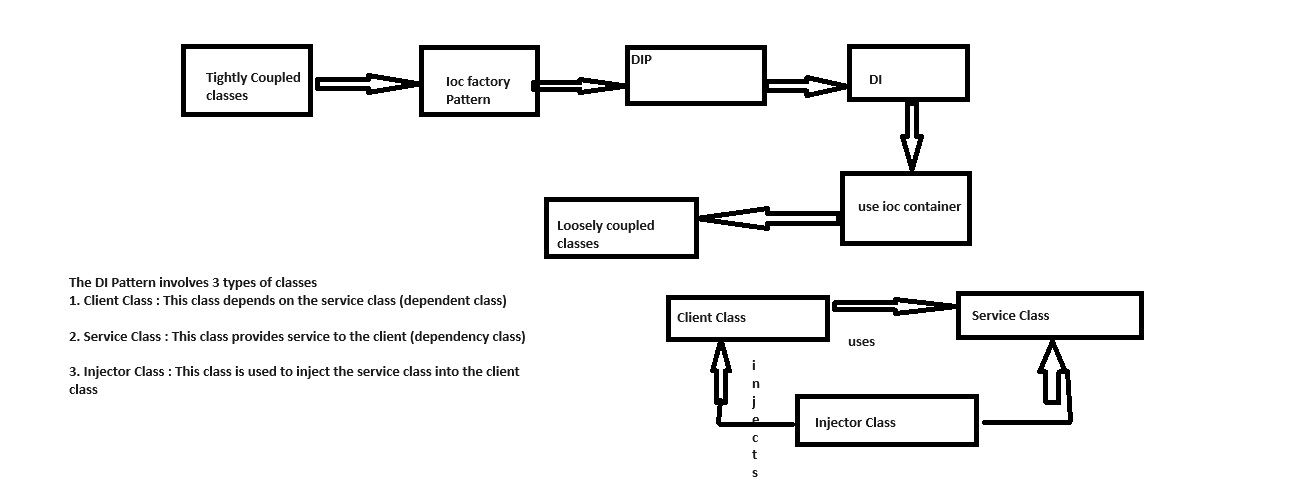 Tightly Coupled
classes
Ioc factory
Pattern
DIP
DI
use ioc container
Loosely coupled
classes
The DI Pattern involves 3 types of classes
1. Client Class : This class depends on the service class (dependent class)
2. Service Class : This class provides service to the client (dependency class)
3. Injector Class : This class is used to inject the service class into the client
class
Client Class
Service Class
uses
i
n
j
e
c
t
s
Injector Class